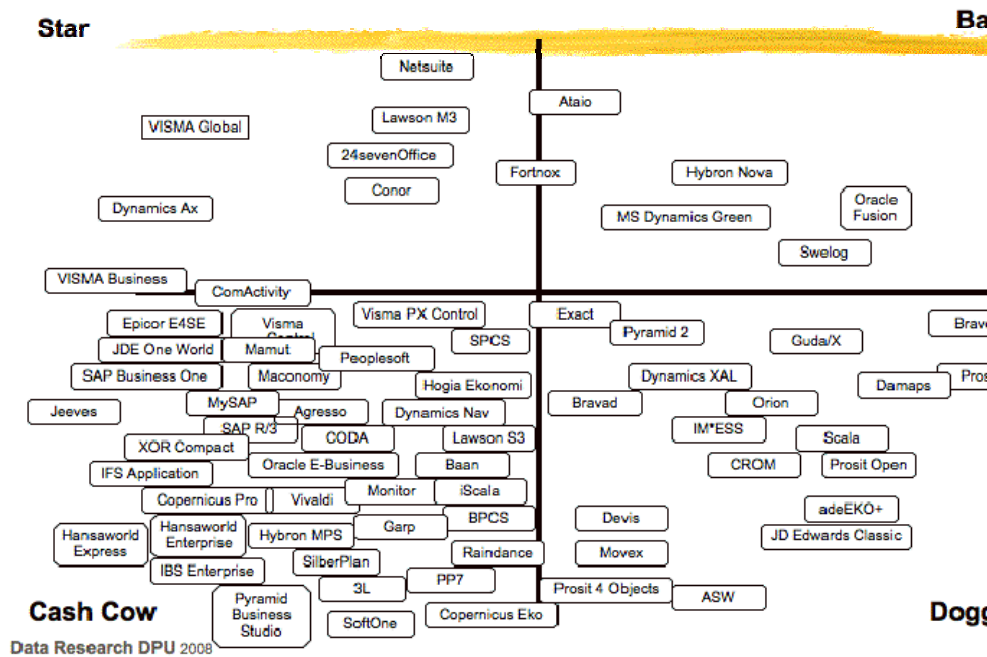 Star
Ba
Netsuite
Ataio
Lawson M3
VISMA Global
24sevenOffice
Fortnox
Hybron Nova
Conor
Dynamics Ax
MS Dynamics Green
Oracle
Fusion
Swelog
VISMA Business
ComActivity
Visma PX Control
Exact
Epicor E4SE
Visma
Control
Pyramid 2
Brav
SPCS
Guda/X
JDE One World
Mamut
Peoplesoft
SAP Business One
Maconomy
Hogia Ekonomi
Dynamics XAL
Damaps
Pros
MySAP
Agresso
Dynamics Nav
Bravad
Orion
Jeeves
SAP R/3
CODA
Lawson S3
IM*ESS
Scala
XOR Compact
Oracle E-Business
Baan
CROM
Prosit Open
IFS Application
Monitor
iScala
Copernicus Pro
Vivaldi
adeEKO+
BPCS
Devis
Hansaworld
Express
Hansaworld
Enterprise
Hybron MPS
Garp
JD Edwards Classic
Raindance
Movex
IBS Enterprise
SilberPlan
3L
PP7
Prosit 4 Objects
ASW
Cash Cow
Pyramid
Business
Studio
SoftOne
Copernicus Eko
Dogg
Data Research DPU 2008